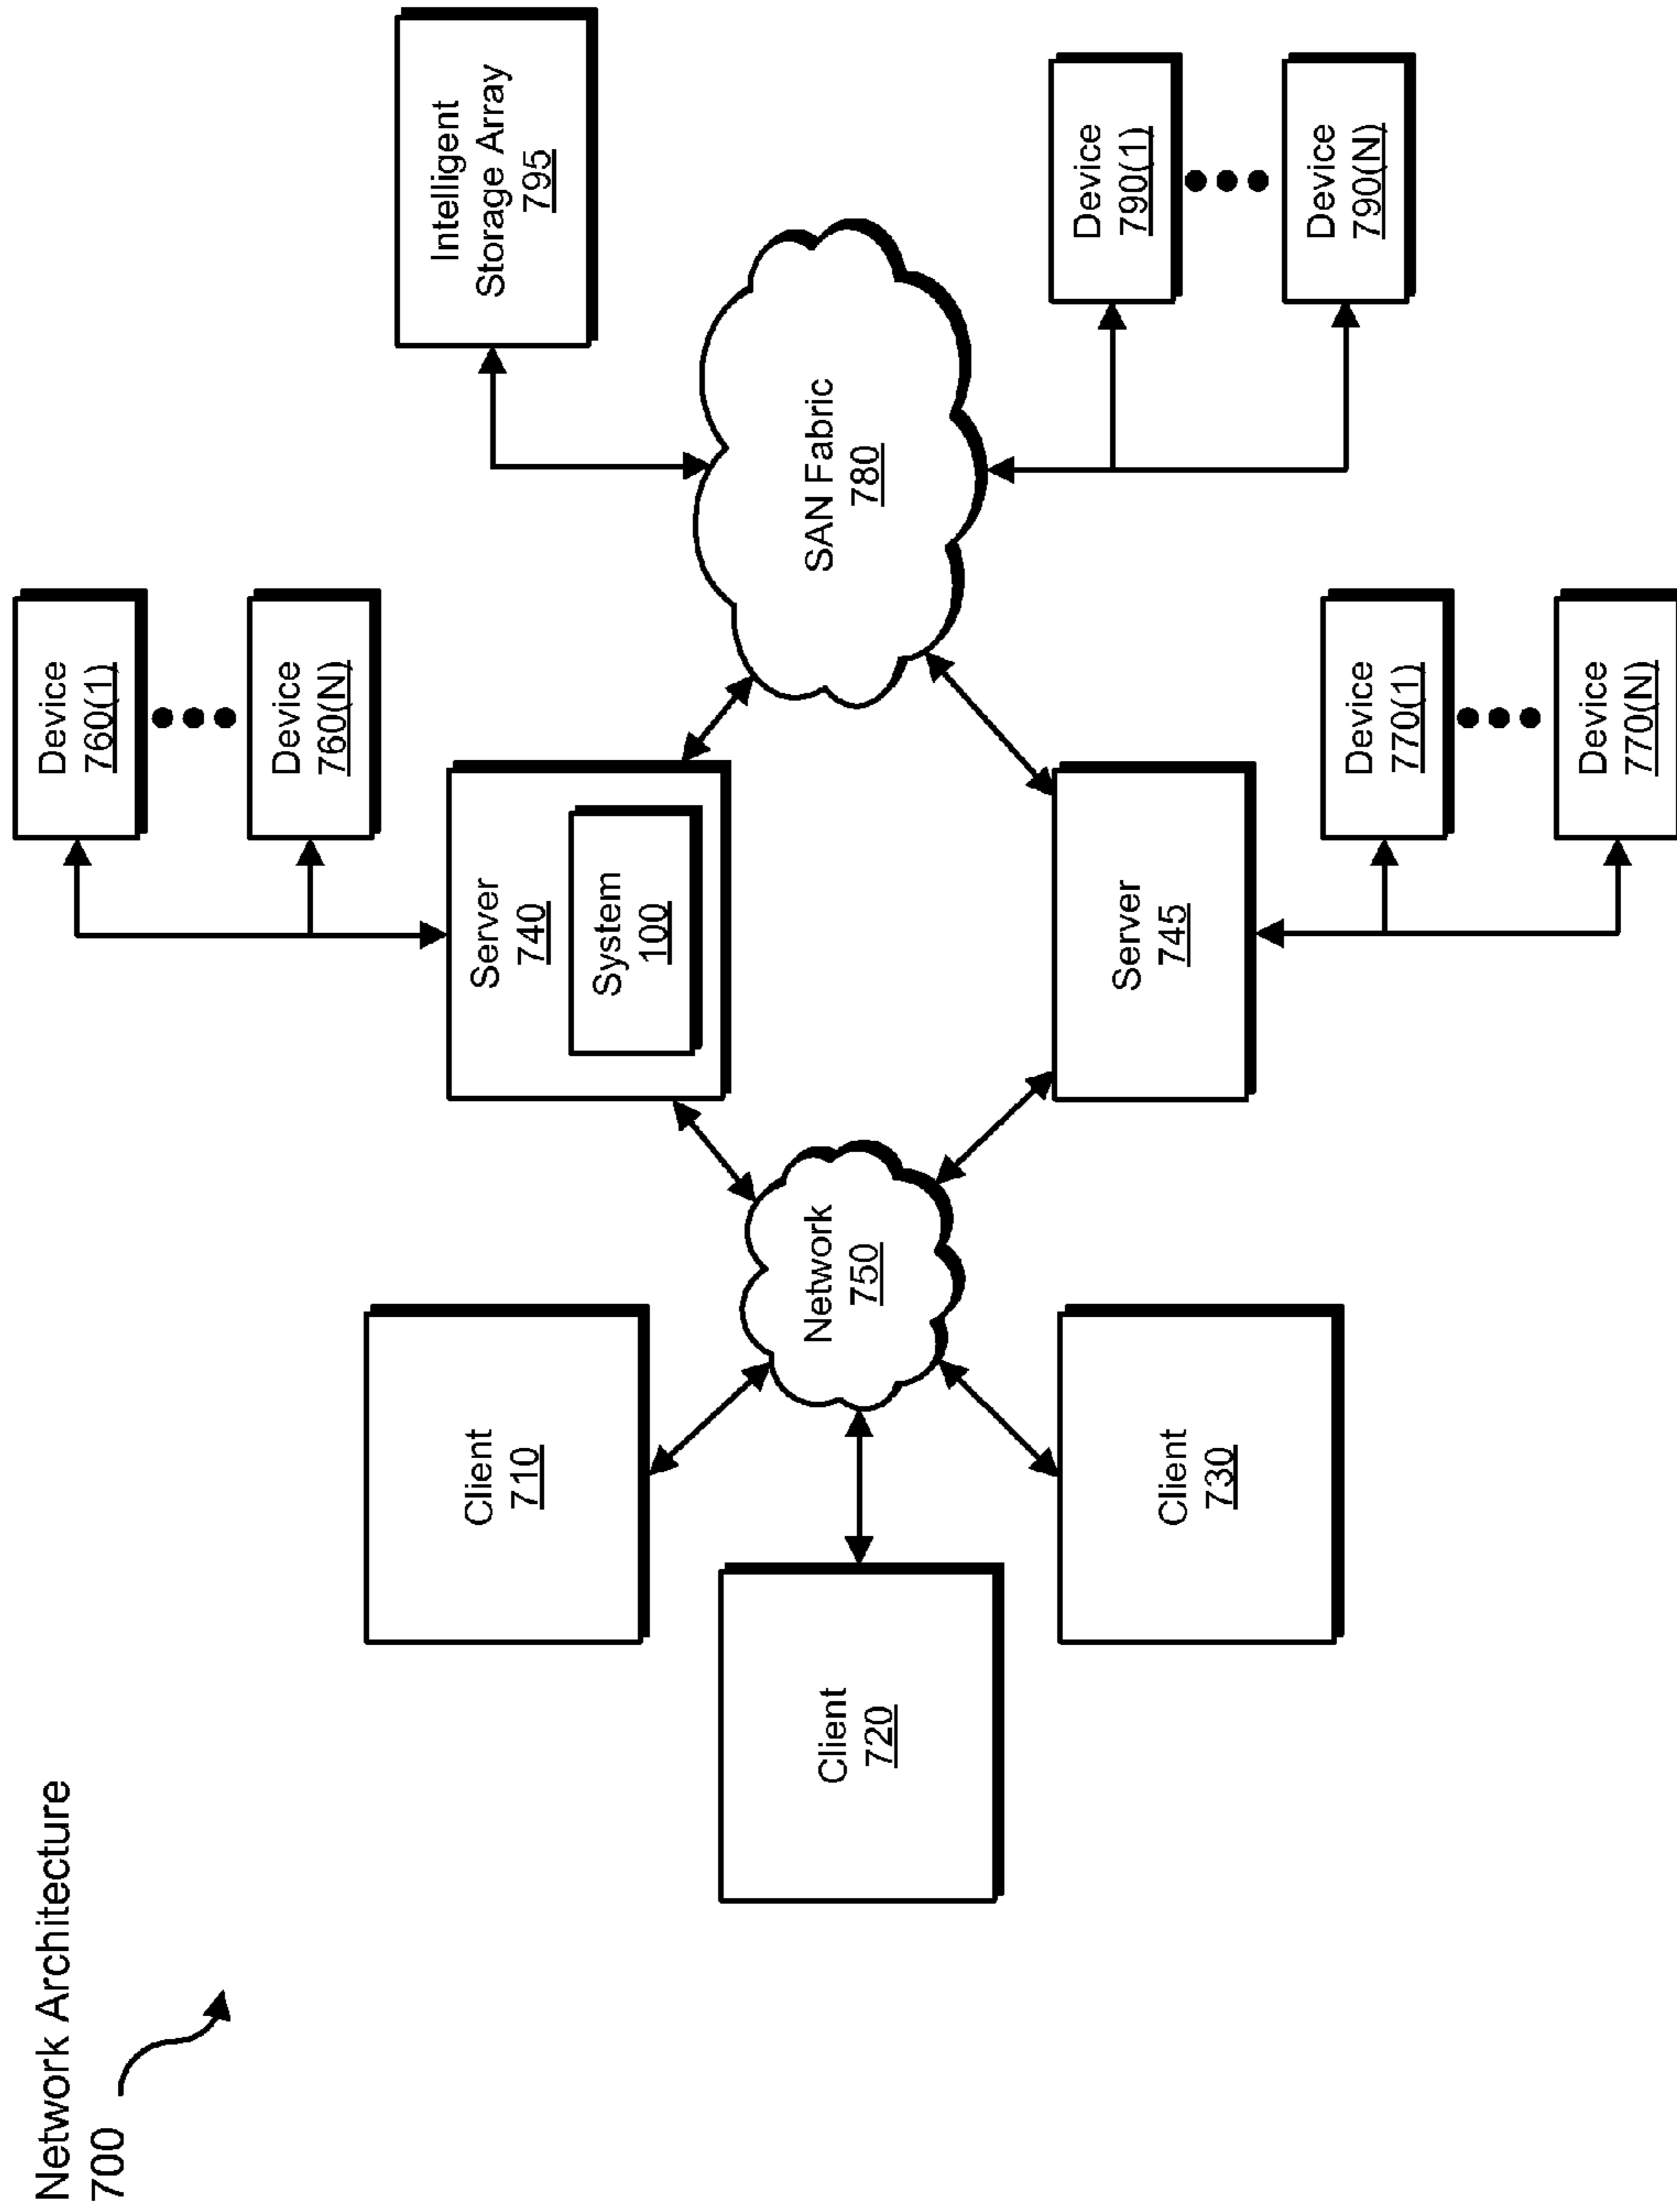 Network Architecture
700
Device
760(1)
Device
760(N)
Intelligent
Storage Array
795
Client
710
Server
740
System
100
Client
720
Network
750
SAN Fabric
780
Client
730
Server
745
Device
790(1)
Device
790(N)
Device
770(1)
Device
770(N)